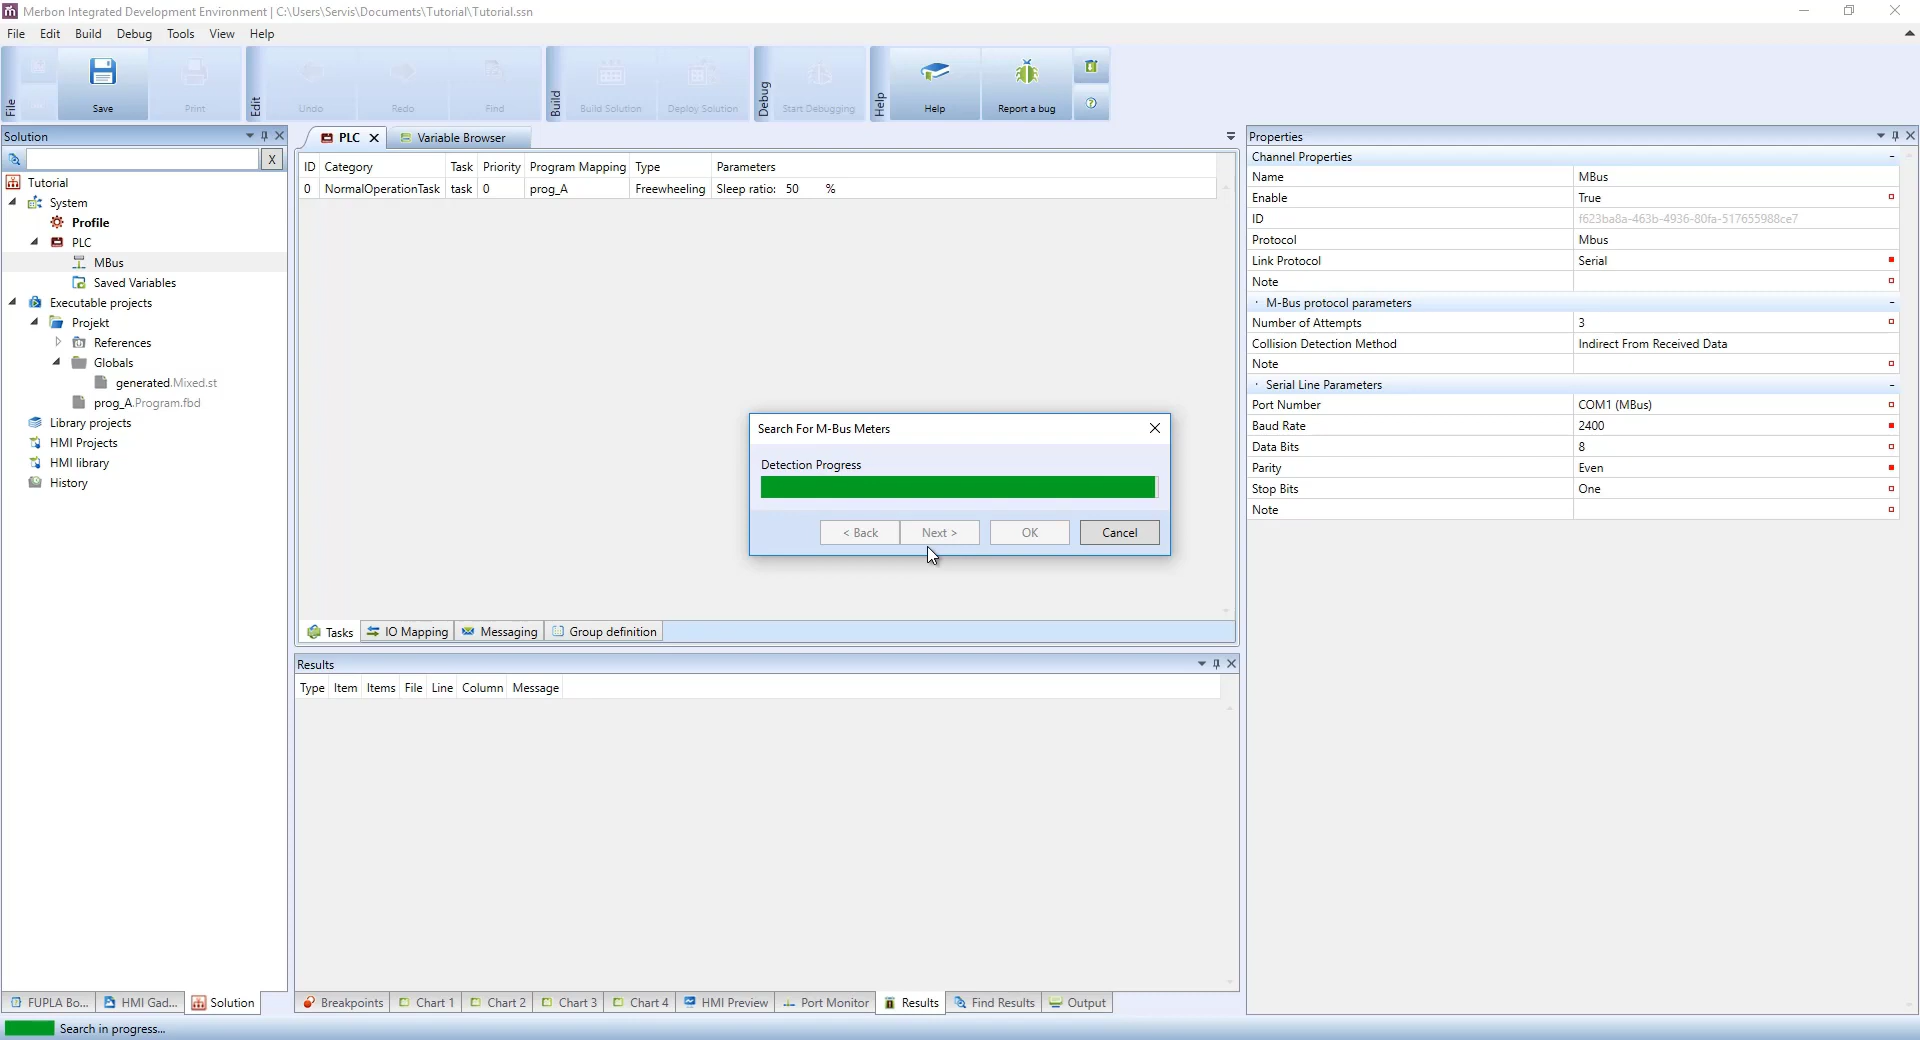 Merbon Integrated Development Environment | C:\Users\Servis\Documents\Tutorial\Tutorial.ssn
File Edit Build Debug Tools View Help
File Save Print Edit Undo Redo Find Build Build Solution Deploy Solution Debug Start Debugging Help Help Report a bug
Solution
X
Tutorial
System
Profile
PLC
MBus
Saved Variables
Executable projects
Projekt
References
Globals
generated.Mixed.st
prog_A.Program.fbd
Library projects
HMI Projects
HMI library
History
FUPLA Bo... HMI Gad... Solution
PLC Variable Browser
ID Category Task Priority Program Mapping Type Parameters
0 NormalOperationTask task 0 prog_A Freewheeling Sleep ratio: 50 %
Search For M-Bus Meters
Detection Progress
< Back Next > OK Cancel
Tasks IO Mapping Messaging Group definition
Results
Type Item Items File Line Column Message
Breakpoints Chart 1 Chart 2 Chart 3 Chart 4 HMI Preview Port Monitor Results Find Results Output
Properties
Channel Properties
Name MBus
Enable True
ID f623ba8a-463b-4936-80fa-517655988ce7
Protocol Mbus
Link Protocol Serial
Note
M-Bus protocol parameters
Number of Attempts 3
Collision Detection Method Indirect From Received Data
Note
Serial Line Parameters
Port Number COM1 (MBus)
Baud Rate 2400
Data Bits 8
Parity Even
Stop Bits One
Note
Search in progress...